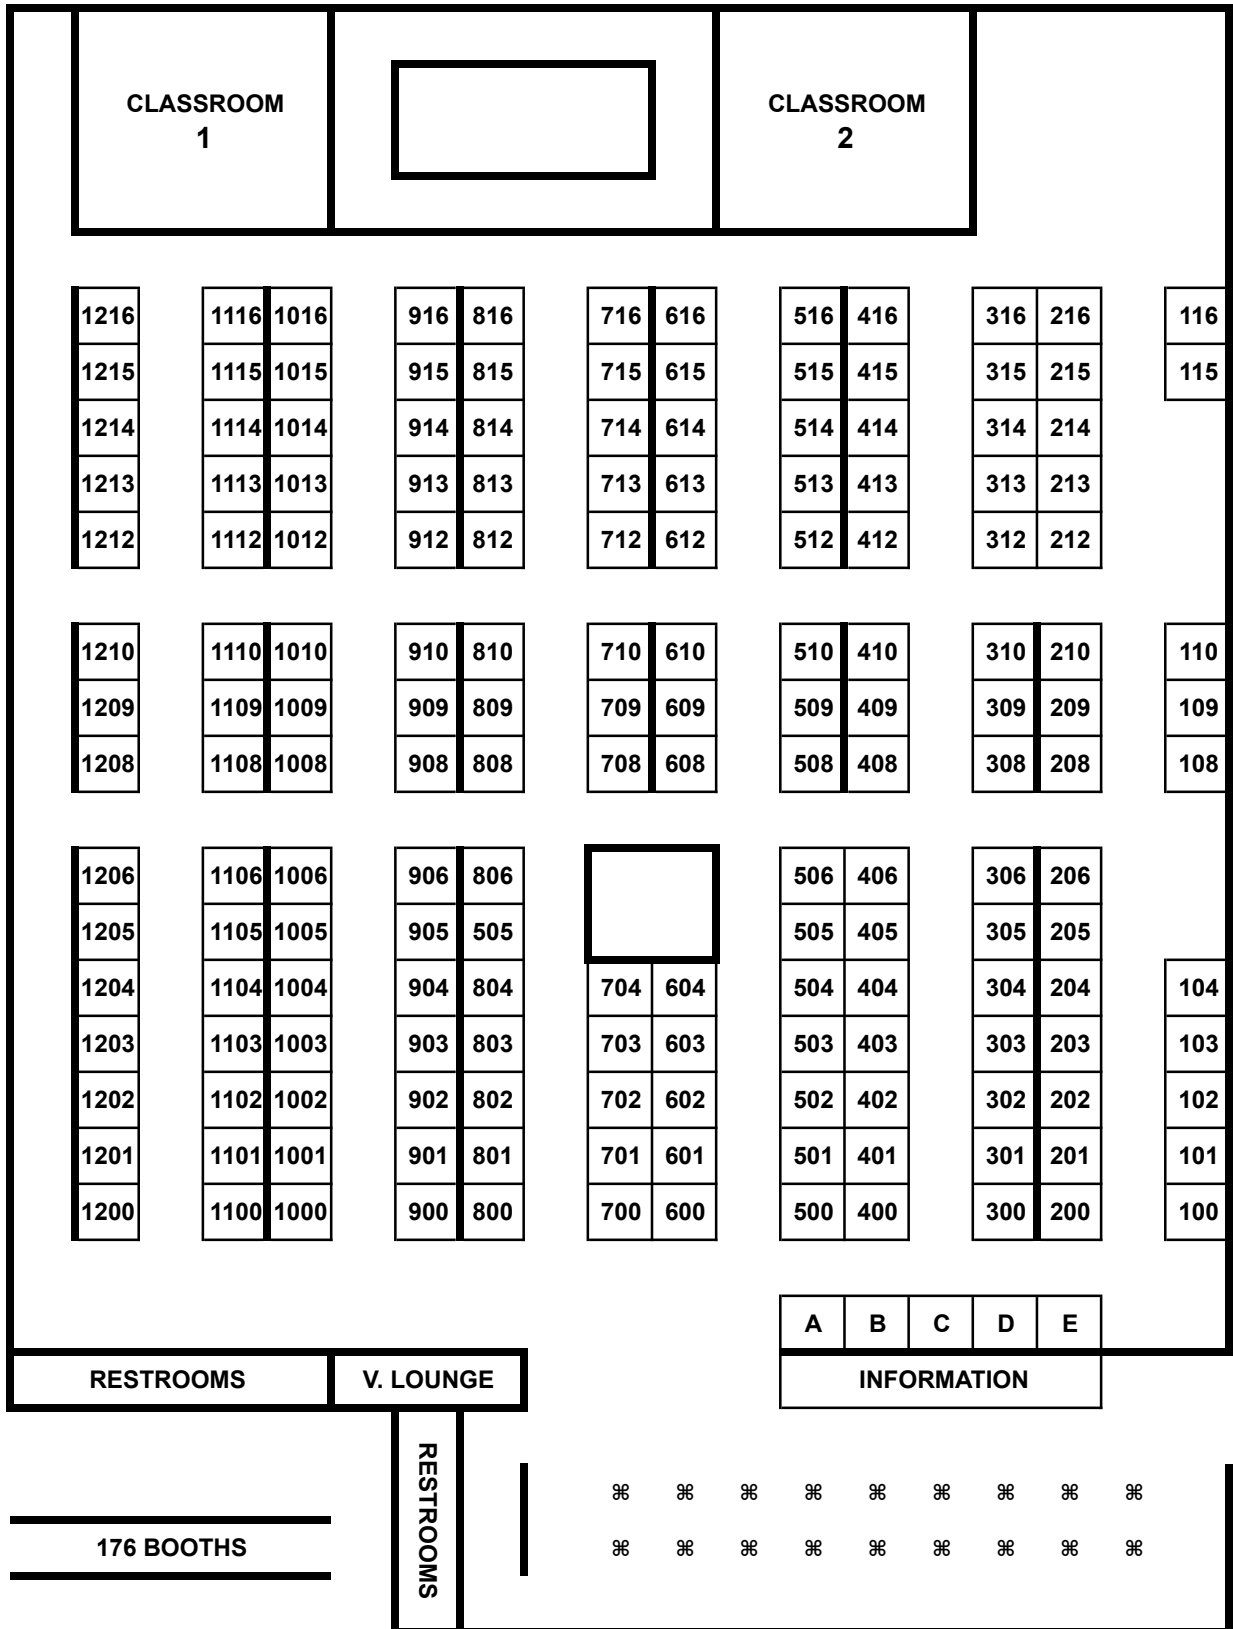 CLASSROOM CLASSROOM
1 2
1216 1116 1016 916 816 716 616 516 416 316 216 116
1215 1115 1015 915 815 715 615 515 415 315 215 115
1214 1114 1014 914 814 714 614 514 414 314 214
1213 1113 1013 913 813 713 613 513 413 313 213
1212 1112 1012 912 812 712 612 512 412 312 212
1210 1110 1010 910 810 710 610 510 410 310 210 110
1209 1109 1009 909 809 709 609 509 409 309 209 109
1208 1108 1008 908 808 708 608 508 408 308 208 108
1206 1106 1006 906 806 506 406 306 206
1205 1105 1005 905 505 505 405 305 205
1204 1104 1004 904 804 704 604 504 404 304 204 104
1203 1103 1003 903 803 703 603 503 403 303 203 103
1202 1102 1002 902 802 702 602 502 402 302 202 102
1201 1101 1001 901 801 701 601 501 401 301 201 101
1200 1100 1000 900 800 700 600 500 400 300 200 100
A B C D E
RESTROOMS V. LOUNGE INFORMATION
RESTROOMS
⌘ ⌘ ⌘ ⌘ ⌘ ⌘ ⌘ ⌘ ⌘
176 BOOTHS ⌘ ⌘ ⌘ ⌘ ⌘ ⌘ ⌘ ⌘ ⌘